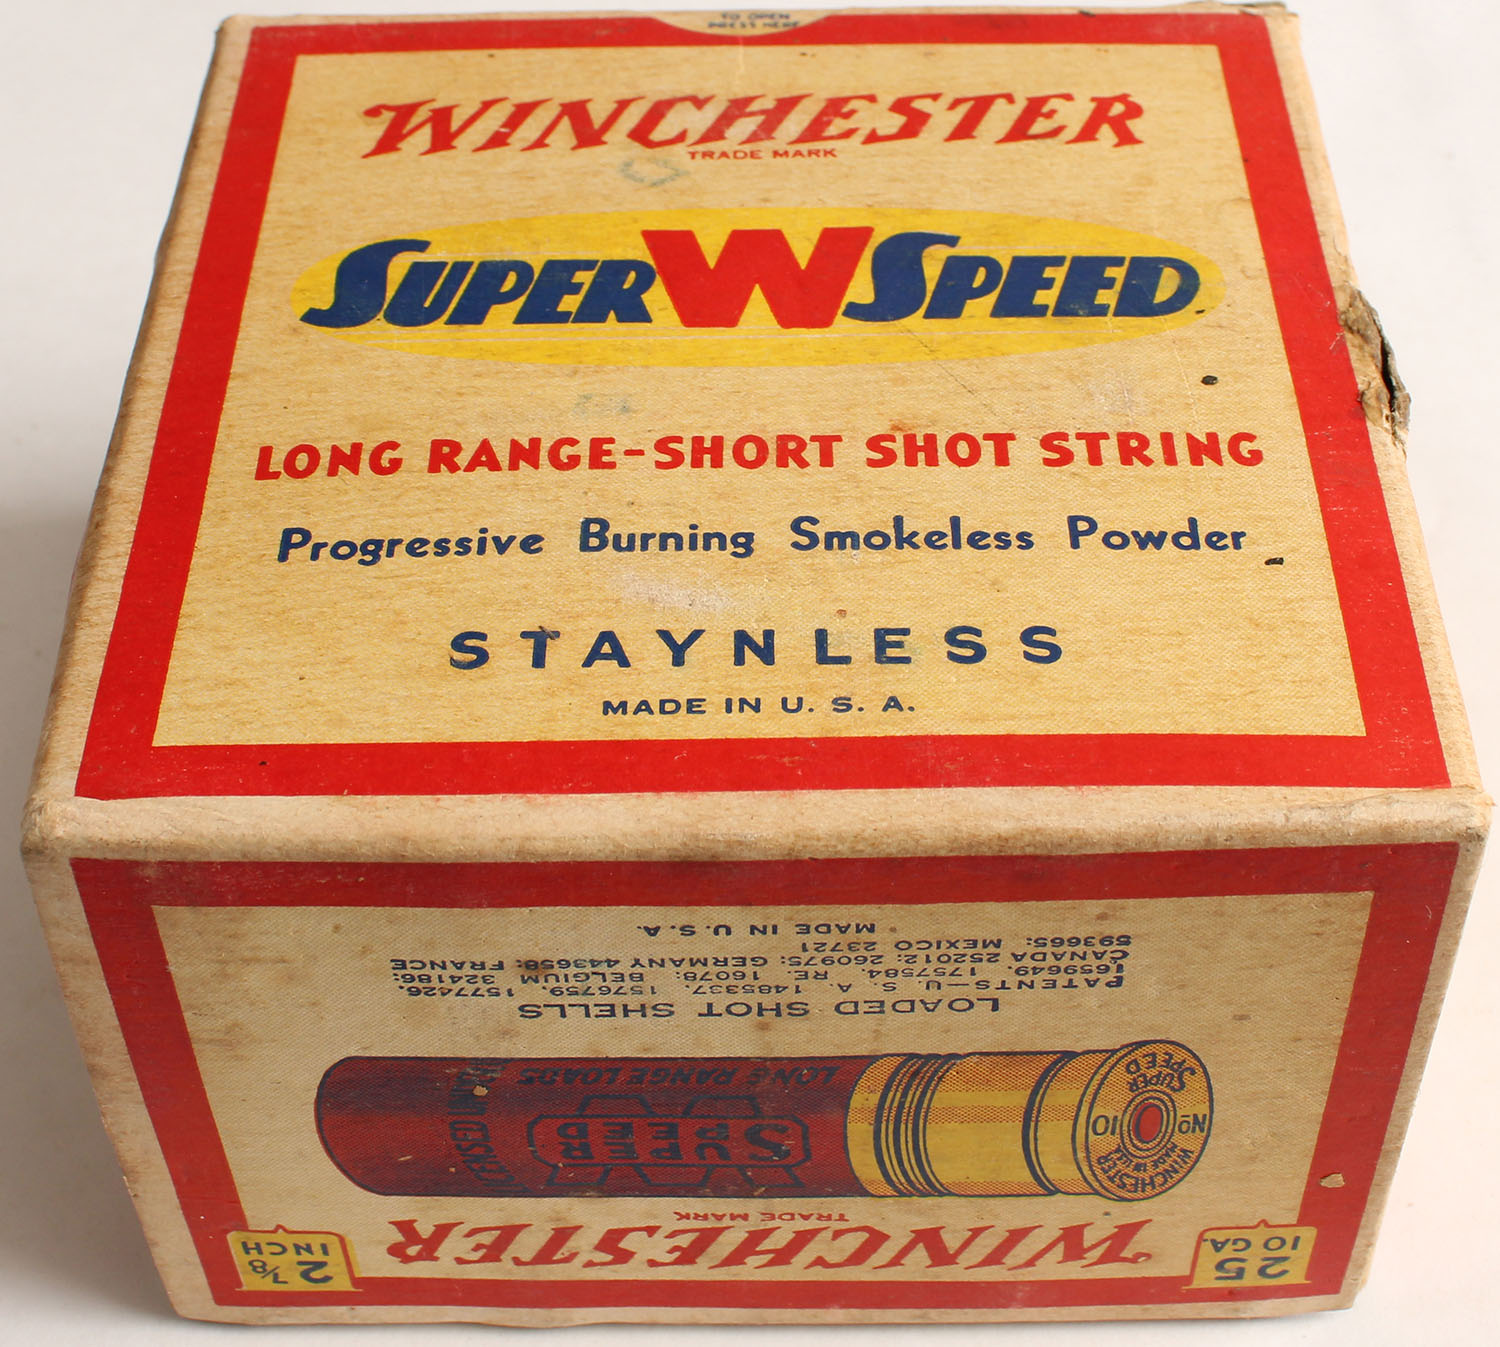 TO OPEN
PRESS HERE
WINCHESTER
TRADE MARK
SUPER W SPEED
LONG RANGE-SHORT SHOT STRING
Progressive Burning Smokeless Powder
STAYNLESS
MADE IN U. S. A.
WINCHESTER
TRADE MARK
25
10 GA.
2 7/8
INCH
SUPER
SPEED
LONG RANGE LOADS
WINCHESTER
MADE IN U.S.A.
No 10
SUPER
SPEED
LOADED SHOT SHELLS
PATENTS—U. S. A. 1485337. 1576759. 1577426.
1659649. 1757584. RE. 16078: BELGIUM 324186:
CANADA 252012: 260975: GERMANY 443658: FRANCE
593665: MEXICO 23721
MADE IN U.S.A.